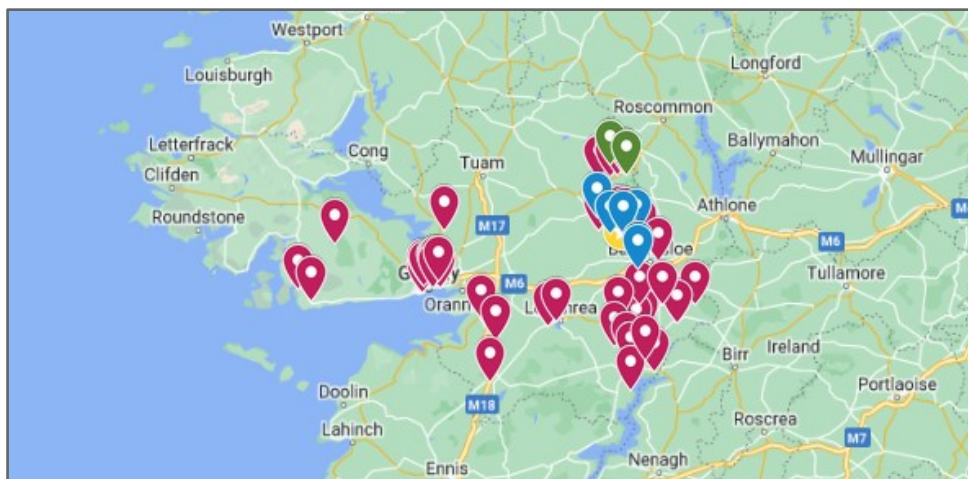 Westport
Louisburgh
Longford
Roscommon
Letterfrack
Ballymahon
Cong
Tuam
Mullingar
Clifden
Roundstone
Athlone
M17
M6
Tullamore
M6
Birr
Ireland
Doolin
M18
Portlaoise
Roscrea
Lahinch
M7
Ennis
Nenagh